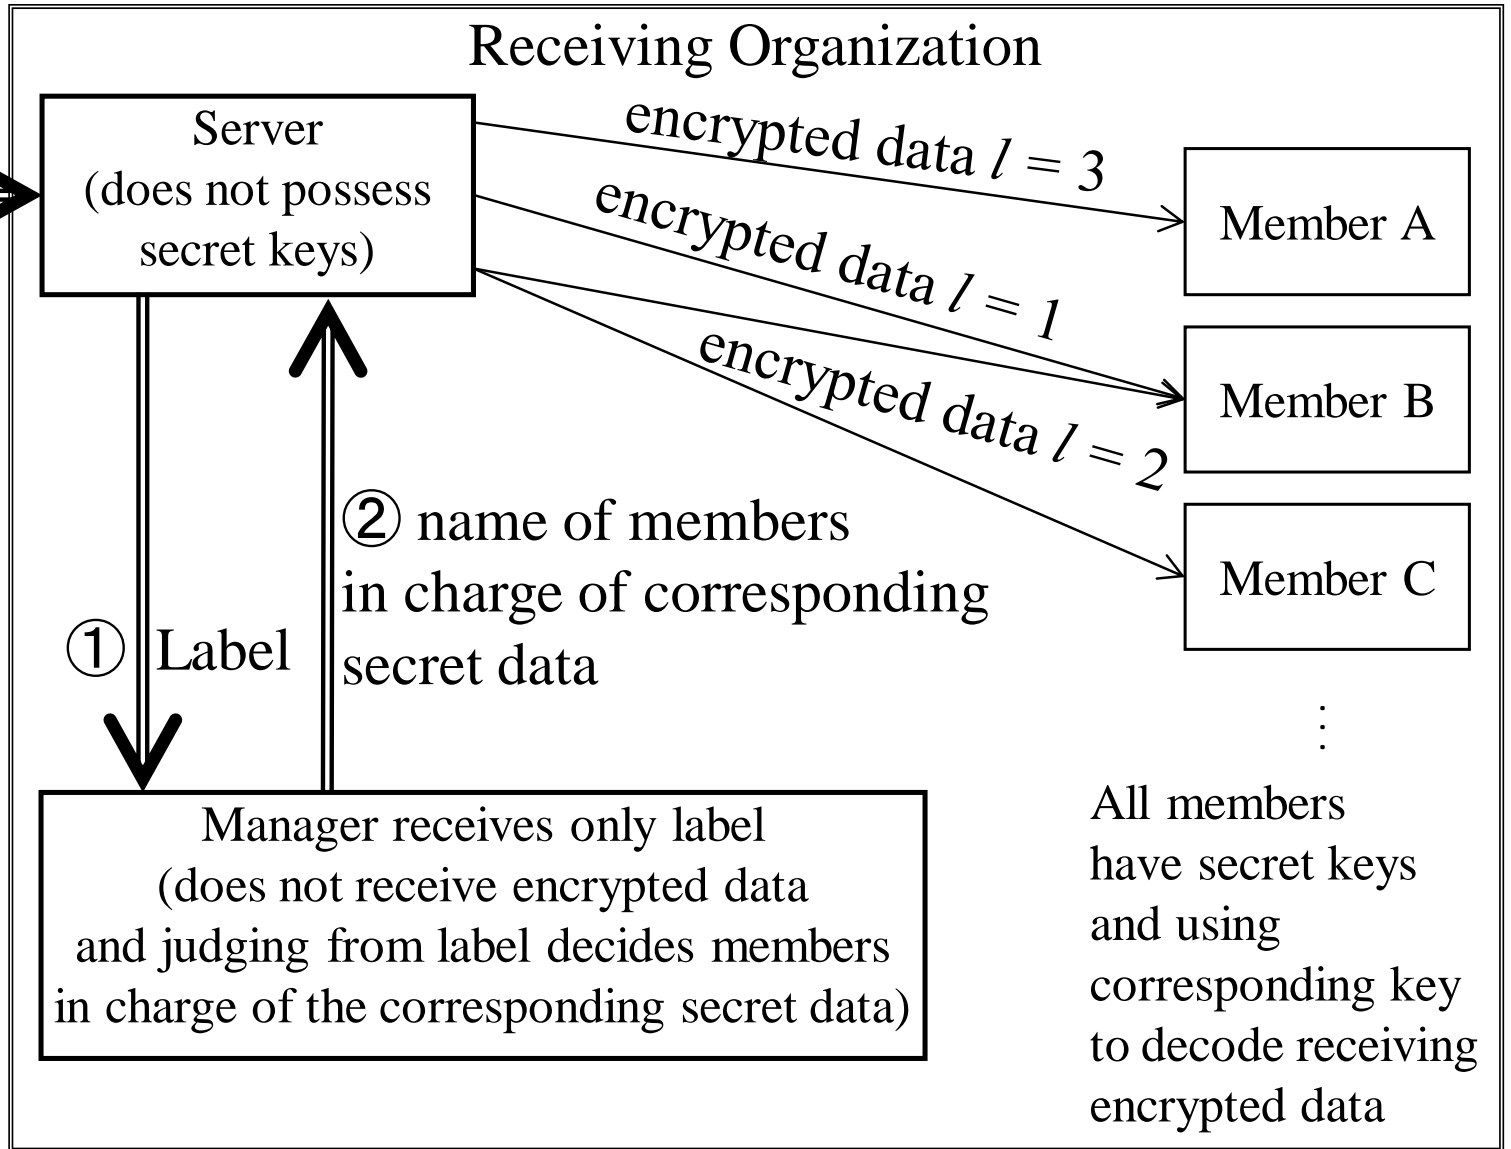 Receiving Organization
Server
(does not possess
secret keys)
encrypted data l = 3
encrypted data l = 1
encrypted data l = 2
Member A
Member B
Member C
② name of members
in charge of corresponding
secret data
① Label
Manager receives only label
(does not receive encrypted data
and judging from label decides members
in charge of the corresponding secret data)
⋮
All members
have secret keys
and using
corresponding key
to decode receiving
encrypted data